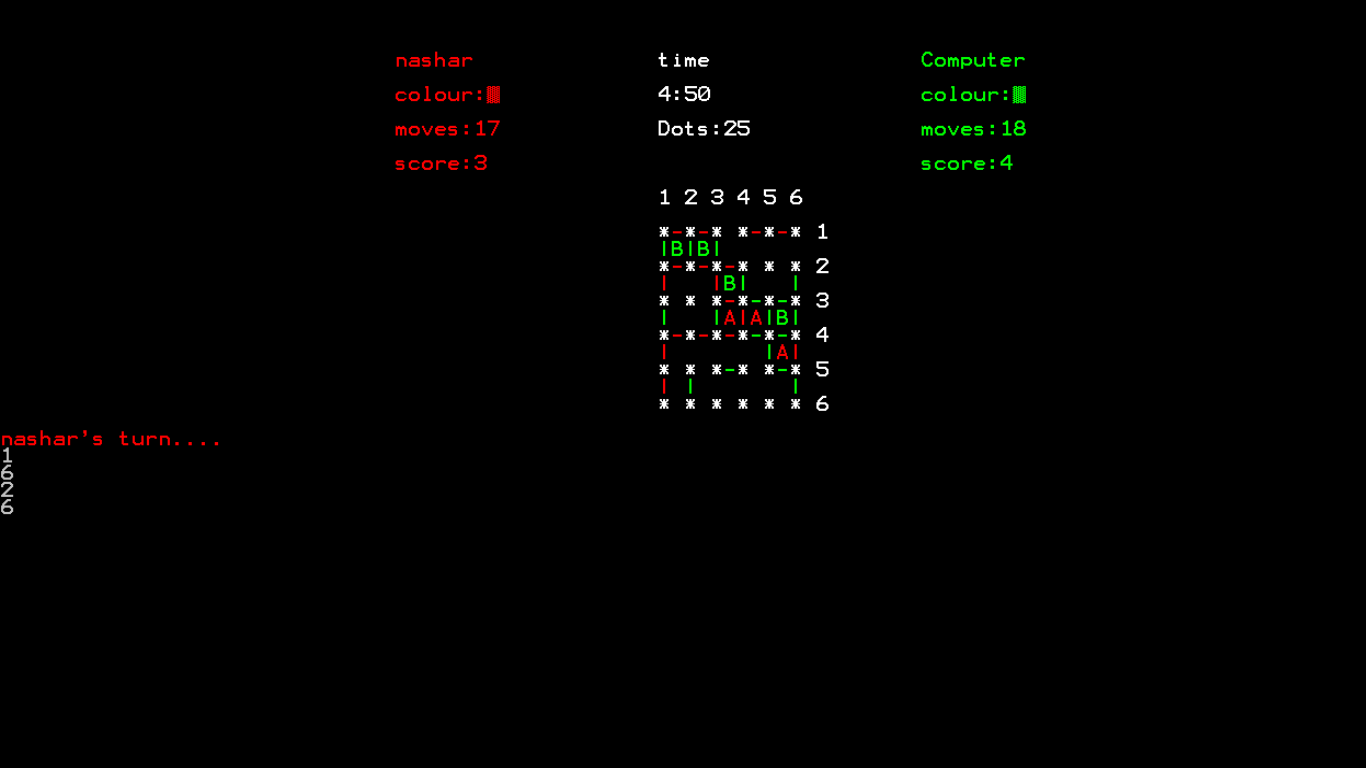 nashar time Computer
colour:▓ 4:50 colour:▓
moves:17 Dots:25 moves:18
score:3 score:4
1 2 3 4 5 6
*-*-* *-*-* 1
|B|B|
*-*-*-* * * 2
|   |B|   |
* * *-*-*-* 3
|   |A|A|B|
*-*-*-*-*-* 4
|       |A|
* * *-* *-* 5
| |       |
* * * * * * 6
nashar's turn....
1
6
2
6